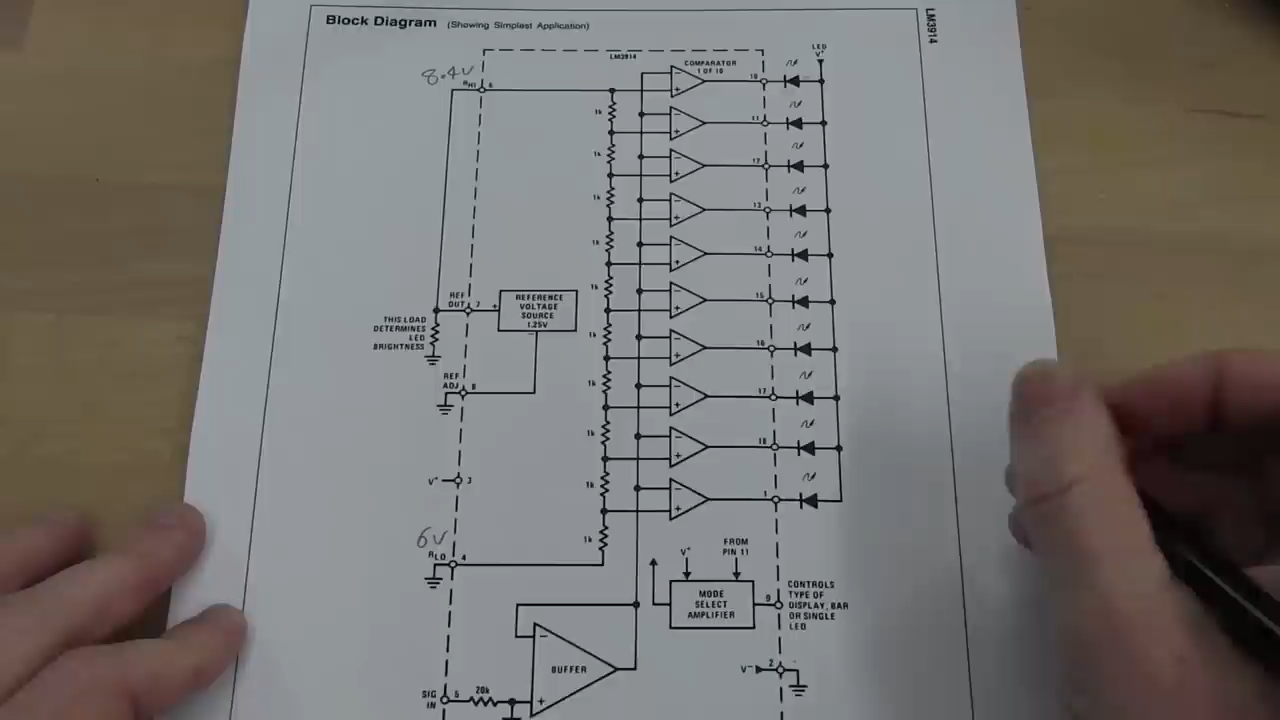 Block Diagram (Showing Simplest Application)
LM3914
LED
V+
LM3914
8.4V
RHI 6
COMPARATOR
1 OF 10
10
1k
11
1k
12
1k
13
1k
14
1k
15
1k
16
1k
17
1k
18
1k
1
1k
REF
OUT 7
+
REFERENCE
VOLTAGE
SOURCE
1.25V
−
THIS LOAD
DETERMINES
LED
BRIGHTNESS
REF
ADJ 8
V+ 3
6V
RLO 4
V+
FROM
PIN 11
MODE
SELECT
AMPLIFIER
9
CONTROLS
TYPE OF
DISPLAY, BAR
OR SINGLE
LED
BUFFER
− +
V− 2
SIG
IN 5 20k